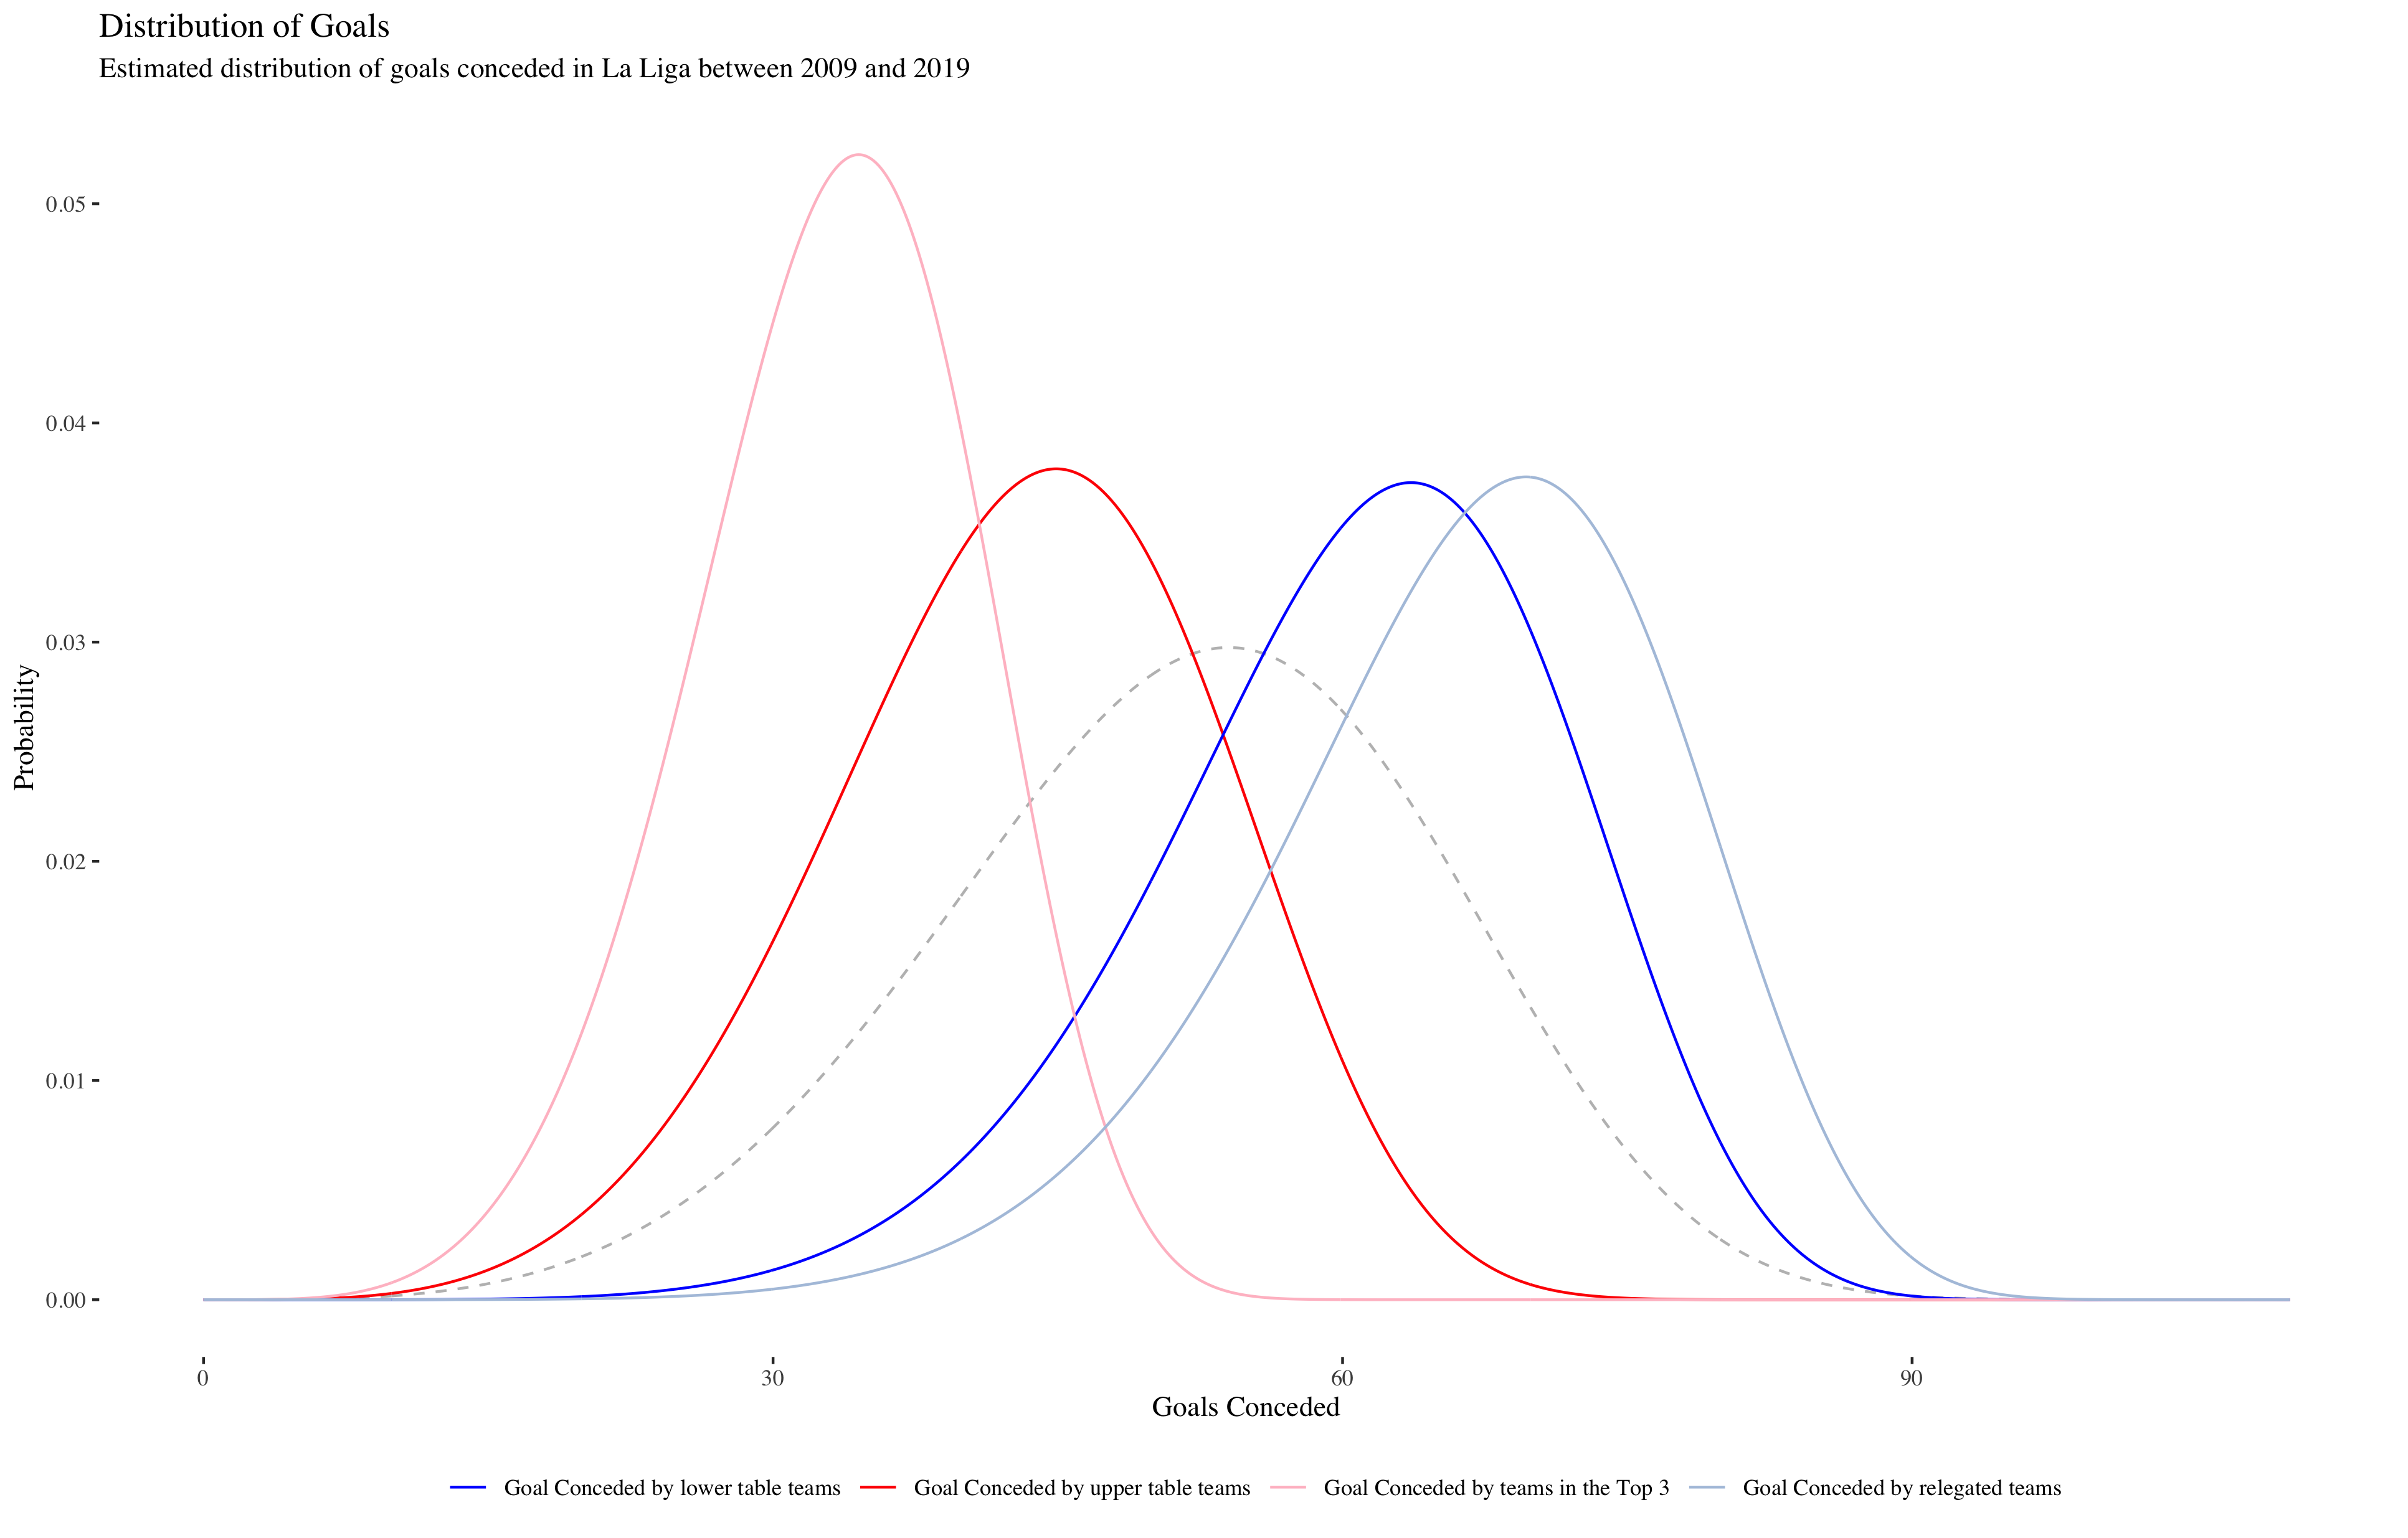 Distribution of Goals
Estimated distribution of goals conceded in La Liga between 2009 and 2019
0.05
0.04
0.03
0.02
0.01
0.00
Probability
0 30 60 90
Goals Conceded
Goal Conceded by lower table teams Goal Conceded by upper table teams Goal Conceded by teams in the Top 3 Goal Conceded by relegated teams